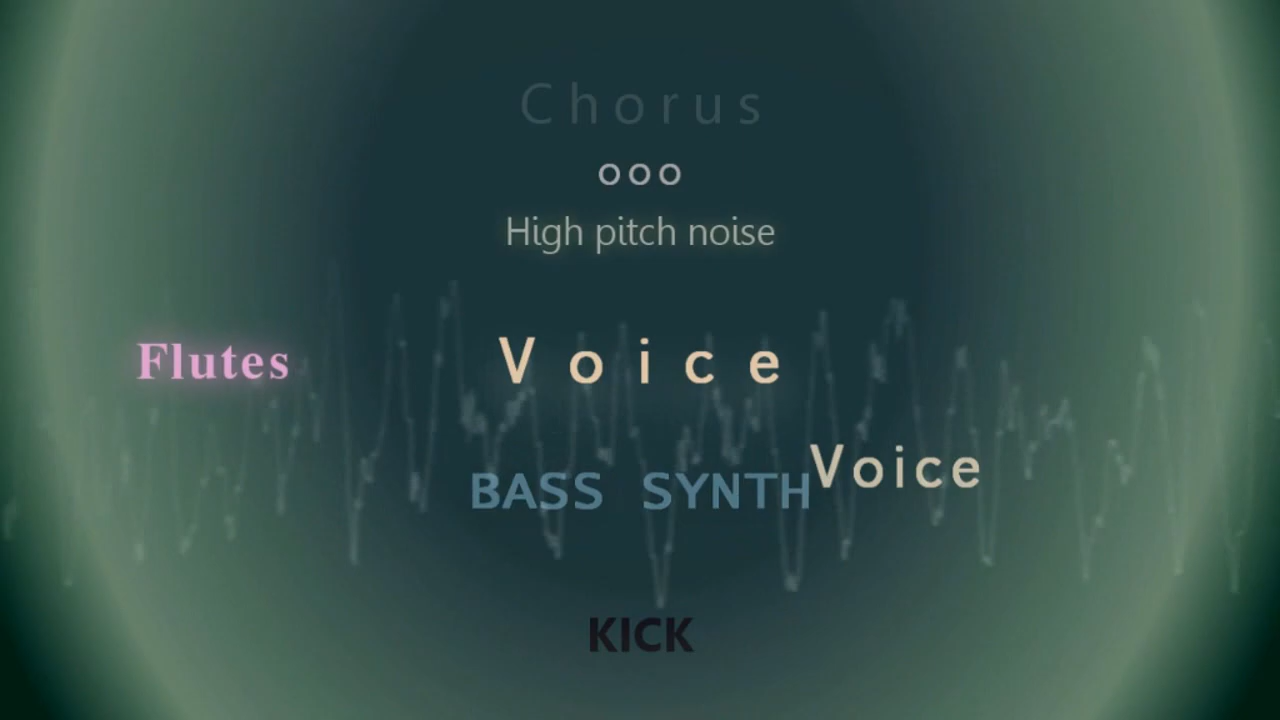 Chorus
ooo
High pitch noise
Flutes
Voice
Voice
BASS SYNTH
KICK